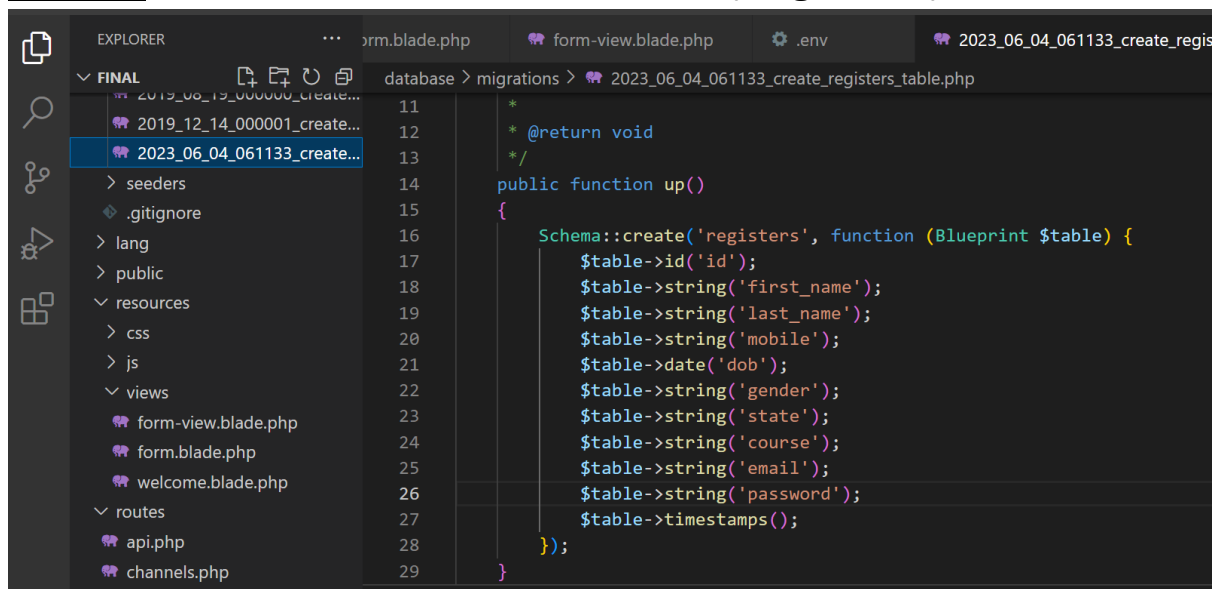 EXPLORER ...
FINAL
2019_08_19_000000_create...
2019_12_14_000001_create...
2023_06_04_061133_create...
seeders
.gitignore
lang
public
resources
css
js
views
form-view.blade.php
form.blade.php
welcome.blade.php
routes
api.php
channels.php
orm.blade.php form-view.blade.php .env 2023_06_04_061133_create_regis
database > migrations > 2023_06_04_061133_create_registers_table.php
11 *
12 * @return void
13 */
14 public function up()
15 {
16 Schema::create('registers', function (Blueprint $table) {
17 $table->id('id');
18 $table->string('first_name');
19 $table->string('last_name');
20 $table->string('mobile');
21 $table->date('dob');
22 $table->string('gender');
23 $table->string('state');
24 $table->string('course');
25 $table->string('email');
26 $table->string('password');
27 $table->timestamps();
28 });
29 }